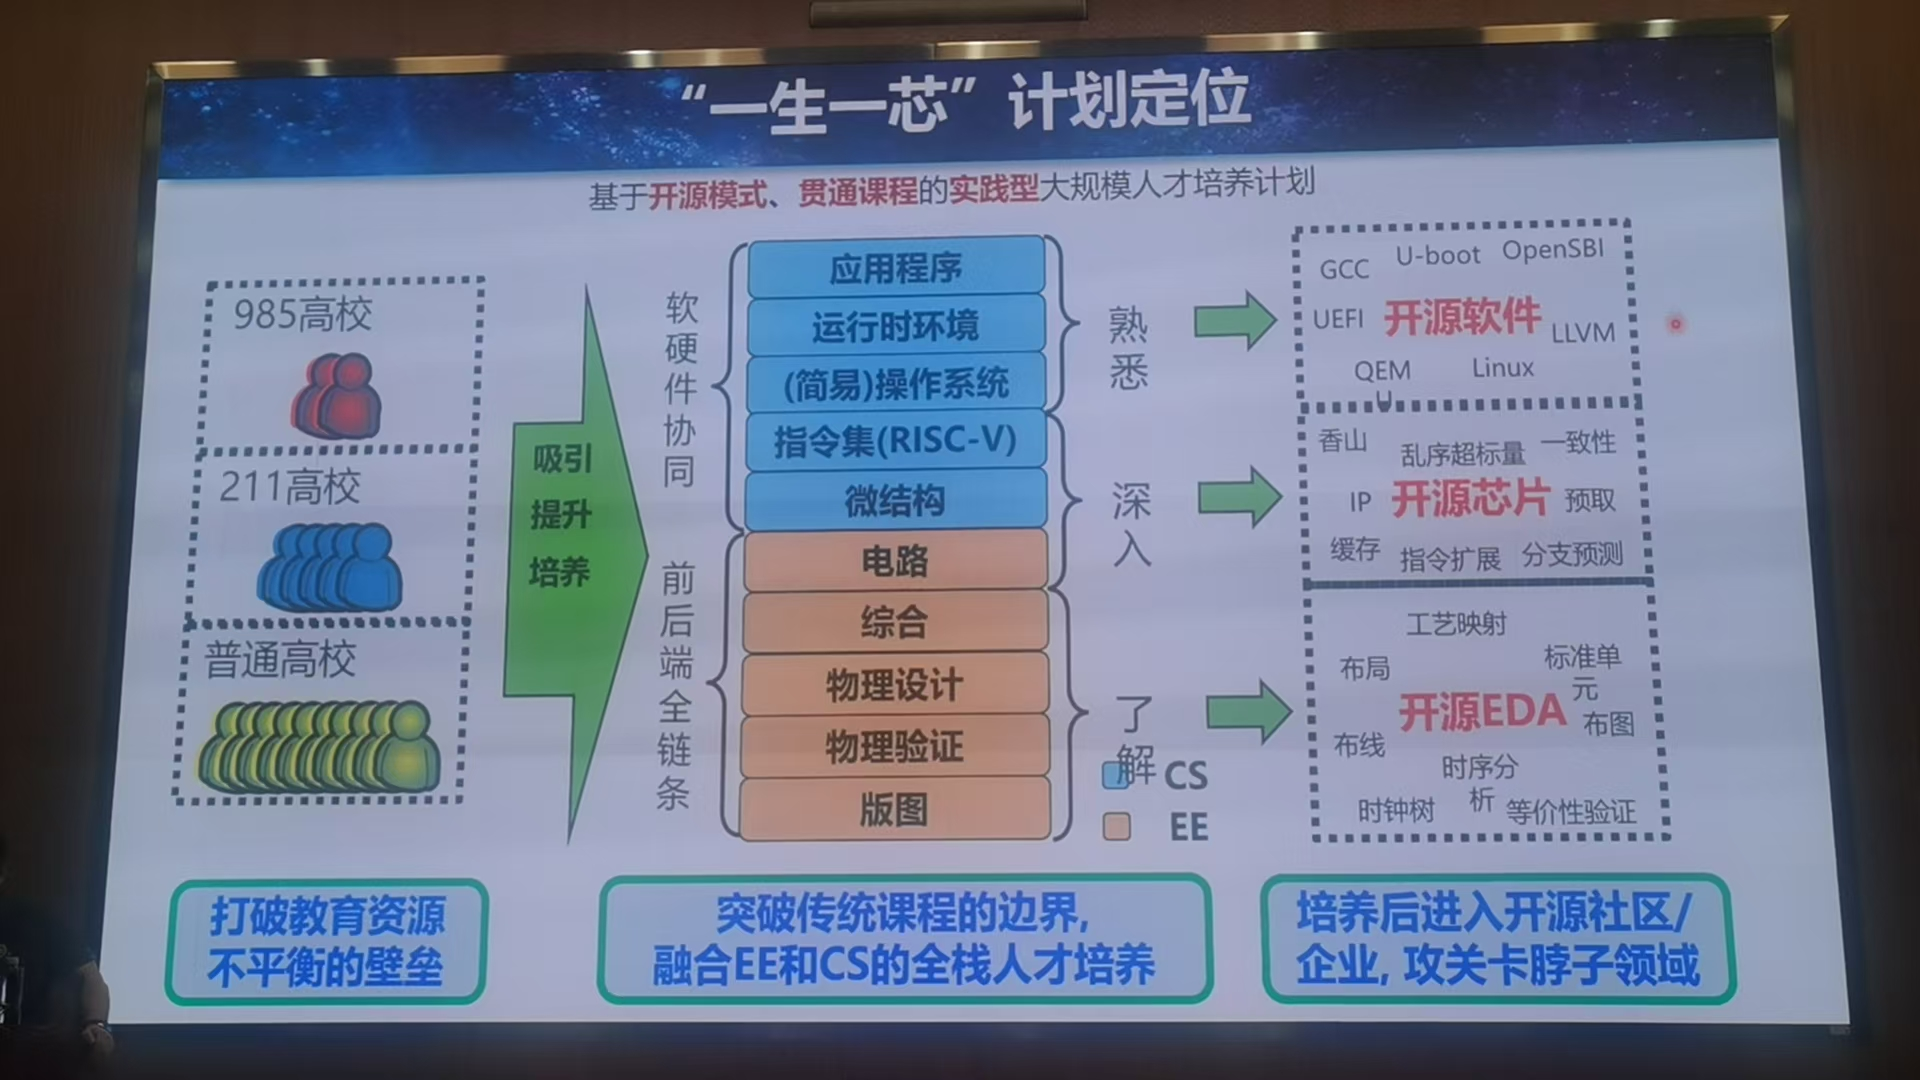 “一生一芯”计划定位
基于开源模式、贯通课程的实践型大规模人才培养计划
985高校
211高校
普通高校
吸引
提升
培养
软硬件协同
前后端全链条
应用程序
运行时环境
(简易)操作系统
指令集(RISC-V)
微结构
电路
综合
物理设计
物理验证
版图
熟悉
深入
了解
CS
EE
GCC
U-boot
OpenSBI
UEFI
开源软件
LLVM
QEM
U
Linux
香山
乱序超标量
一致性
IP
开源芯片
预取
缓存
指令扩展
分支预测
工艺映射
布局
标准单
元
开源EDA
布图
布线
时序分
析
时钟树
等价性验证
打破教育资源
不平衡的壁垒
突破传统课程的边界,
融合EE和CS的全栈人才培养
培养后进入开源社区/
企业, 攻关卡脖子领域